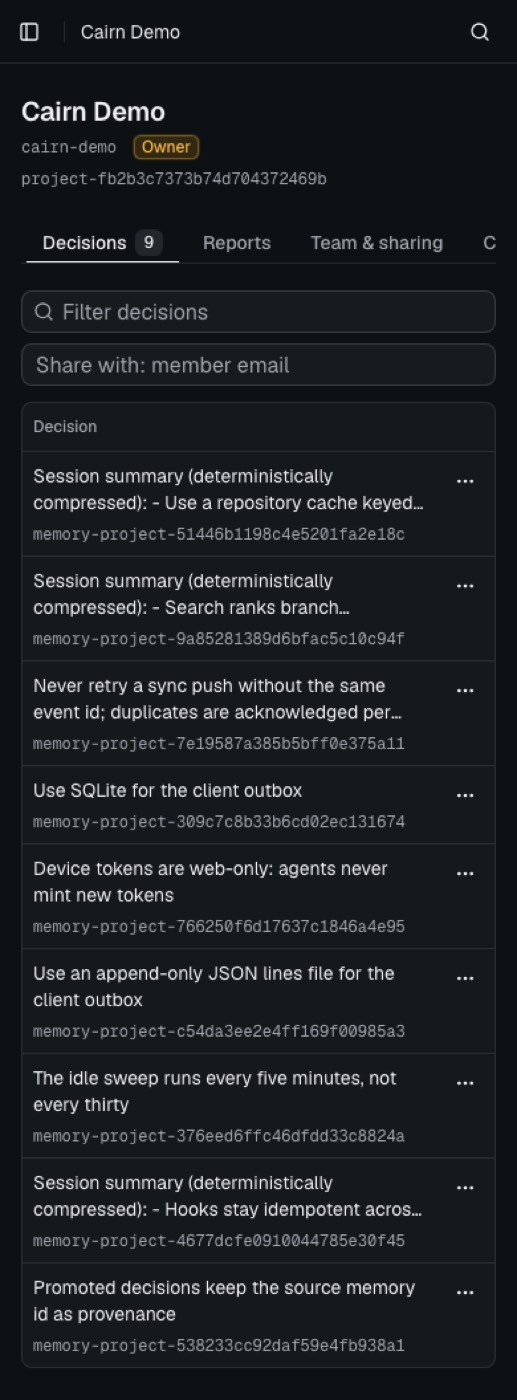 Cairn Demo
Cairn Demo
cairn-demo Owner
project-fb2b3c7373b74d704372469b
Decisions 9 Reports Team & sharing C
Filter decisions
Share with: member email
Decision
Session summary (deterministically
compressed): - Use a repository cache keyed…
memory-project-51446b1198c4e5201fa2e18c
Session summary (deterministically
compressed): - Search ranks branch…
memory-project-9a85281389d6bfac5c10c94f
Never retry a sync push without the same
event id; duplicates are acknowledged per…
memory-project-7e19587a385b5bff0e375a11
Use SQLite for the client outbox
memory-project-309c7c8b33b6cd02ec131674
Device tokens are web-only: agents never
mint new tokens
memory-project-766250f6d17637c1846a4e95
Use an append-only JSON lines file for the
client outbox
memory-project-c54da3ee2e4ff169f00985a3
The idle sweep runs every five minutes, not
every thirty
memory-project-376eed6ffc46dfdd33c8824a
Session summary (deterministically
compressed): - Hooks stay idempotent acros…
memory-project-4677dcfe0910044785e30f45
Promoted decisions keep the source memory
id as provenance
memory-project-538233cc92daf59e4fb938a1